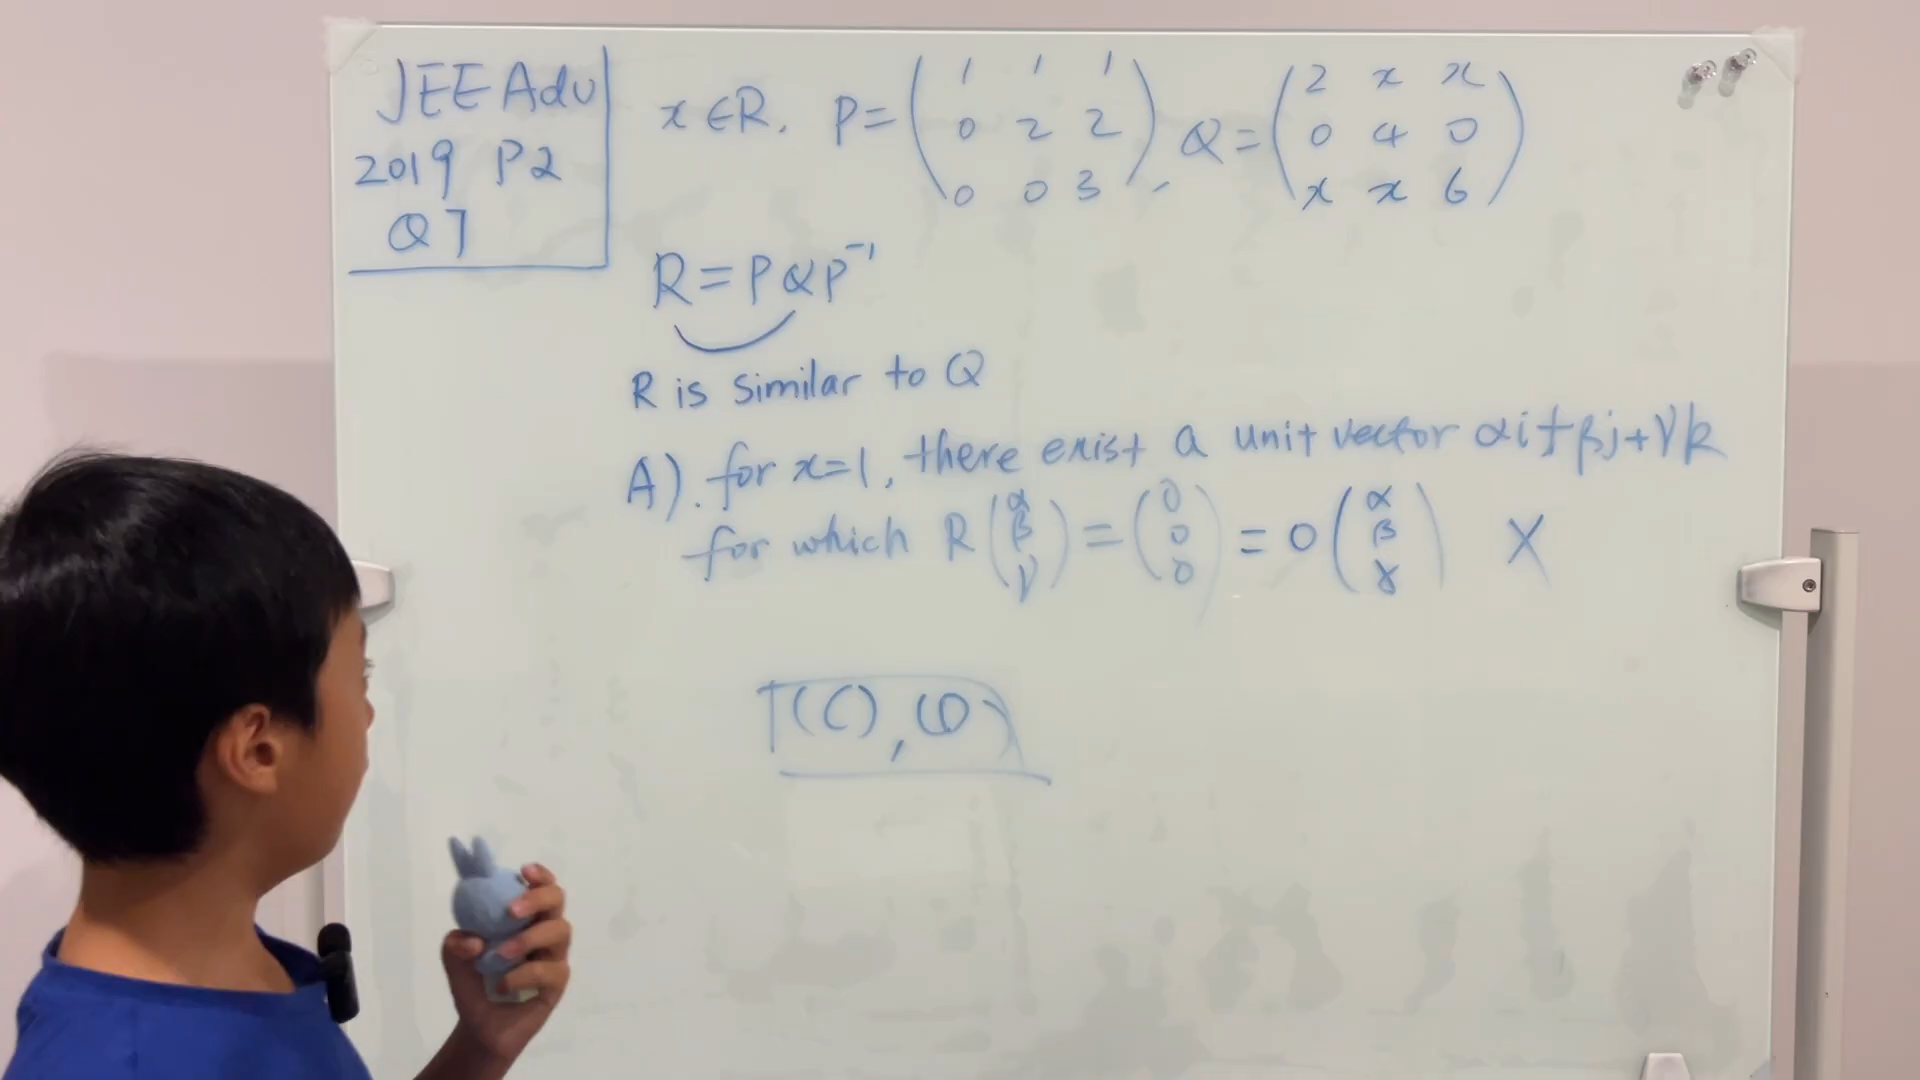 JEE Adv
2019 P2
Q7
x ∈ R. P = ( 1 1 1 ; 0 2 2 ; 0 0 3 ), Q = ( 2 x x ; 0 4 0 ; x x 6 )
R = PQP⁻¹
R is similar to Q
A). for x=1, there exist a unit vector αi+βj+γk
for which R ( α ; β ; γ ) = ( 0 ; 0 ; 0 ) = 0 ( α ; β ; γ ) X
(C), (D)